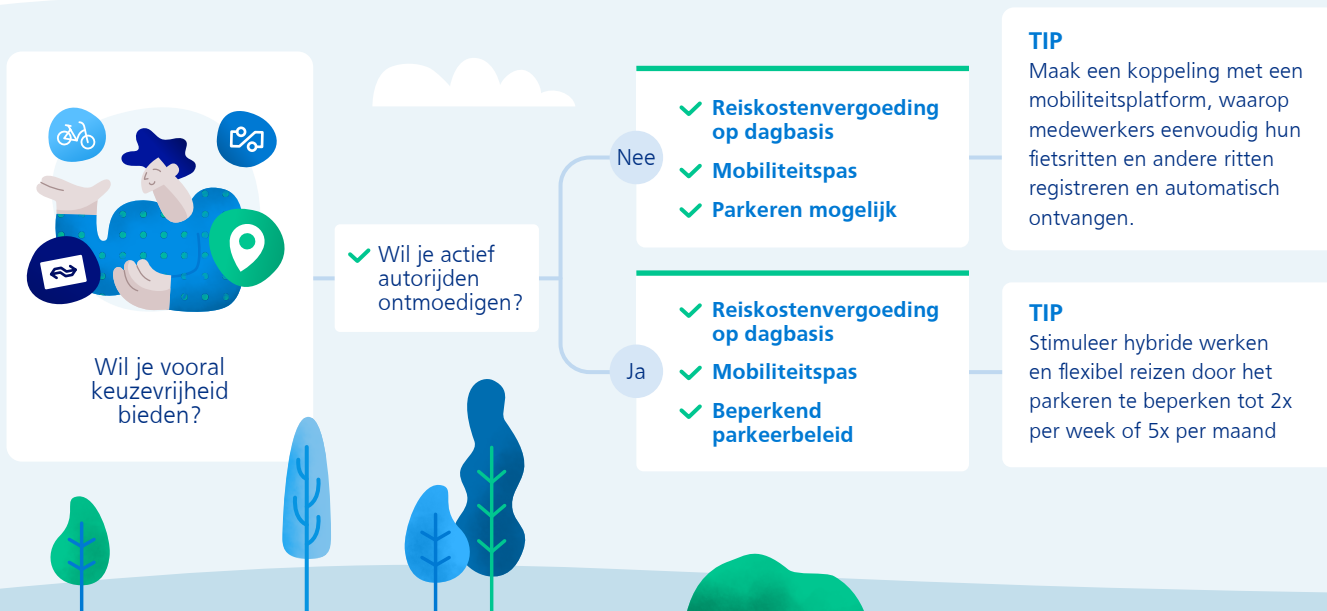 Wil je vooral
keuzevrijheid
bieden?
Wil je actief
autorijden
ontmoedigen?
Nee
Reiskostenvergoeding
op dagbasis
Mobiliteitspas
Parkeren mogelijk
TIP
Maak een koppeling met een
mobiliteitsplatform, waarop
medewerkers eenvoudig hun
fietsritten en andere ritten
registreren en automatisch
ontvangen.
Ja
Reiskostenvergoeding
op dagbasis
Mobiliteitspas
Beperkend
parkeerbeleid
TIP
Stimuleer hybride werken
en flexibel reizen door het
parkeren te beperken tot 2x
per week of 5x per maand